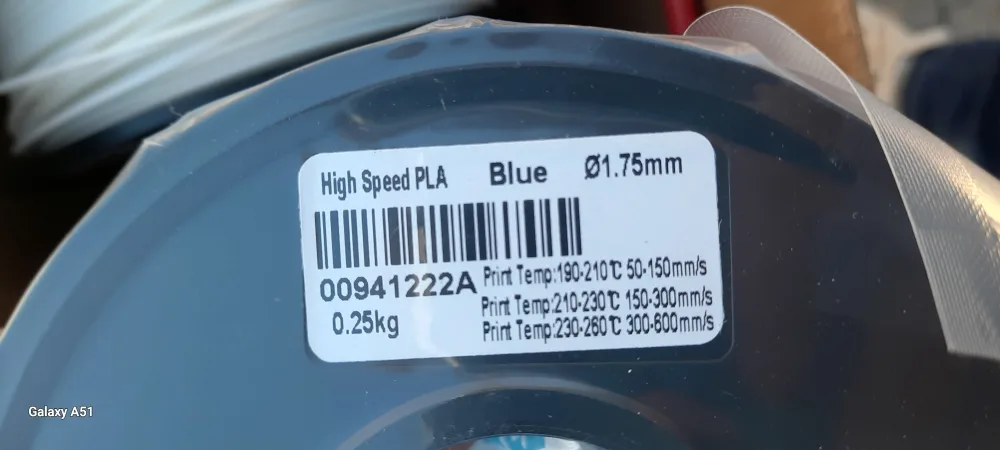 High Speed PLA Blue Ø1.75mm
00941222A
0.25kg
Print Temp:190-210℃ 50-150mm/s
Print Temp:210-230℃ 150-300mm/s
Print Temp:230-260℃ 300-600mm/s
Galaxy A51